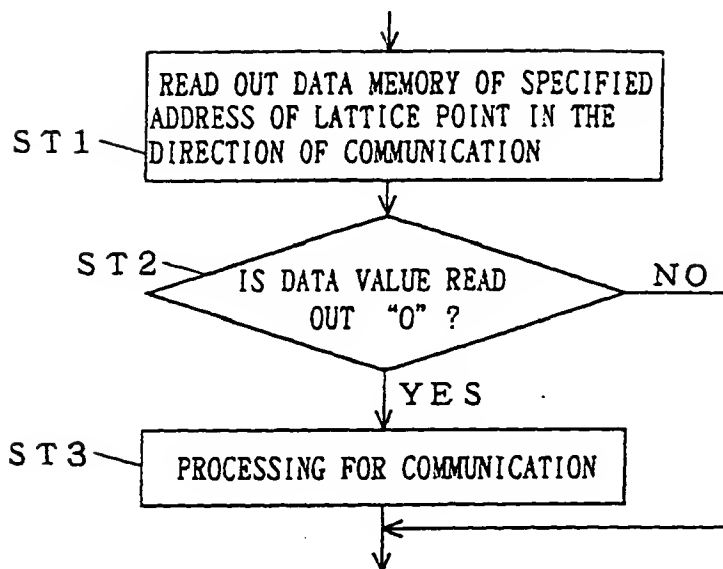 READ OUT DATA MEMORY OF SPECIFIED
ADDRESS OF LATTICE POINT IN THE
DIRECTION OF COMMUNICATION
ST1
ST2
IS DATA VALUE READ
OUT "0" ?
NO
YES
ST3
PROCESSING FOR COMMUNICATION